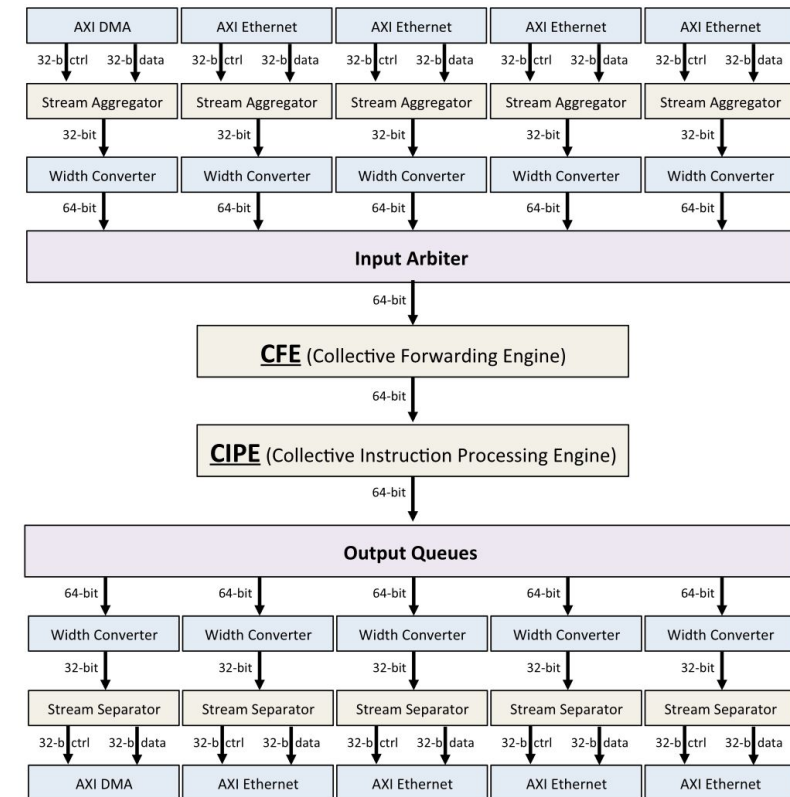 AXI DMA AXI Ethernet AXI Ethernet AXI Ethernet AXI Ethernet
32-b ctrl 32-b data 32-b ctrl 32-b data 32-b ctrl 32-b data 32-b ctrl 32-b data 32-b ctrl 32-b data
Stream Aggregator Stream Aggregator Stream Aggregator Stream Aggregator Stream Aggregator
32-bit 32-bit 32-bit 32-bit 32-bit
Width Converter Width Converter Width Converter Width Converter Width Converter
64-bit 64-bit 64-bit 64-bit 64-bit
Input Arbiter
64-bit
CFE (Collective Forwarding Engine)
64-bit
CIPE (Collective Instruction Processing Engine)
64-bit
Output Queues
64-bit 64-bit 64-bit 64-bit 64-bit
Width Converter Width Converter Width Converter Width Converter Width Converter
32-bit 32-bit 32-bit 32-bit 32-bit
Stream Separator Stream Separator Stream Separator Stream Separator Stream Separator
32-b ctrl 32-b data 32-b ctrl 32-b data 32-b ctrl 32-b data 32-b ctrl 32-b data 32-b ctrl 32-b data
AXI DMA AXI Ethernet AXI Ethernet AXI Ethernet AXI Ethernet